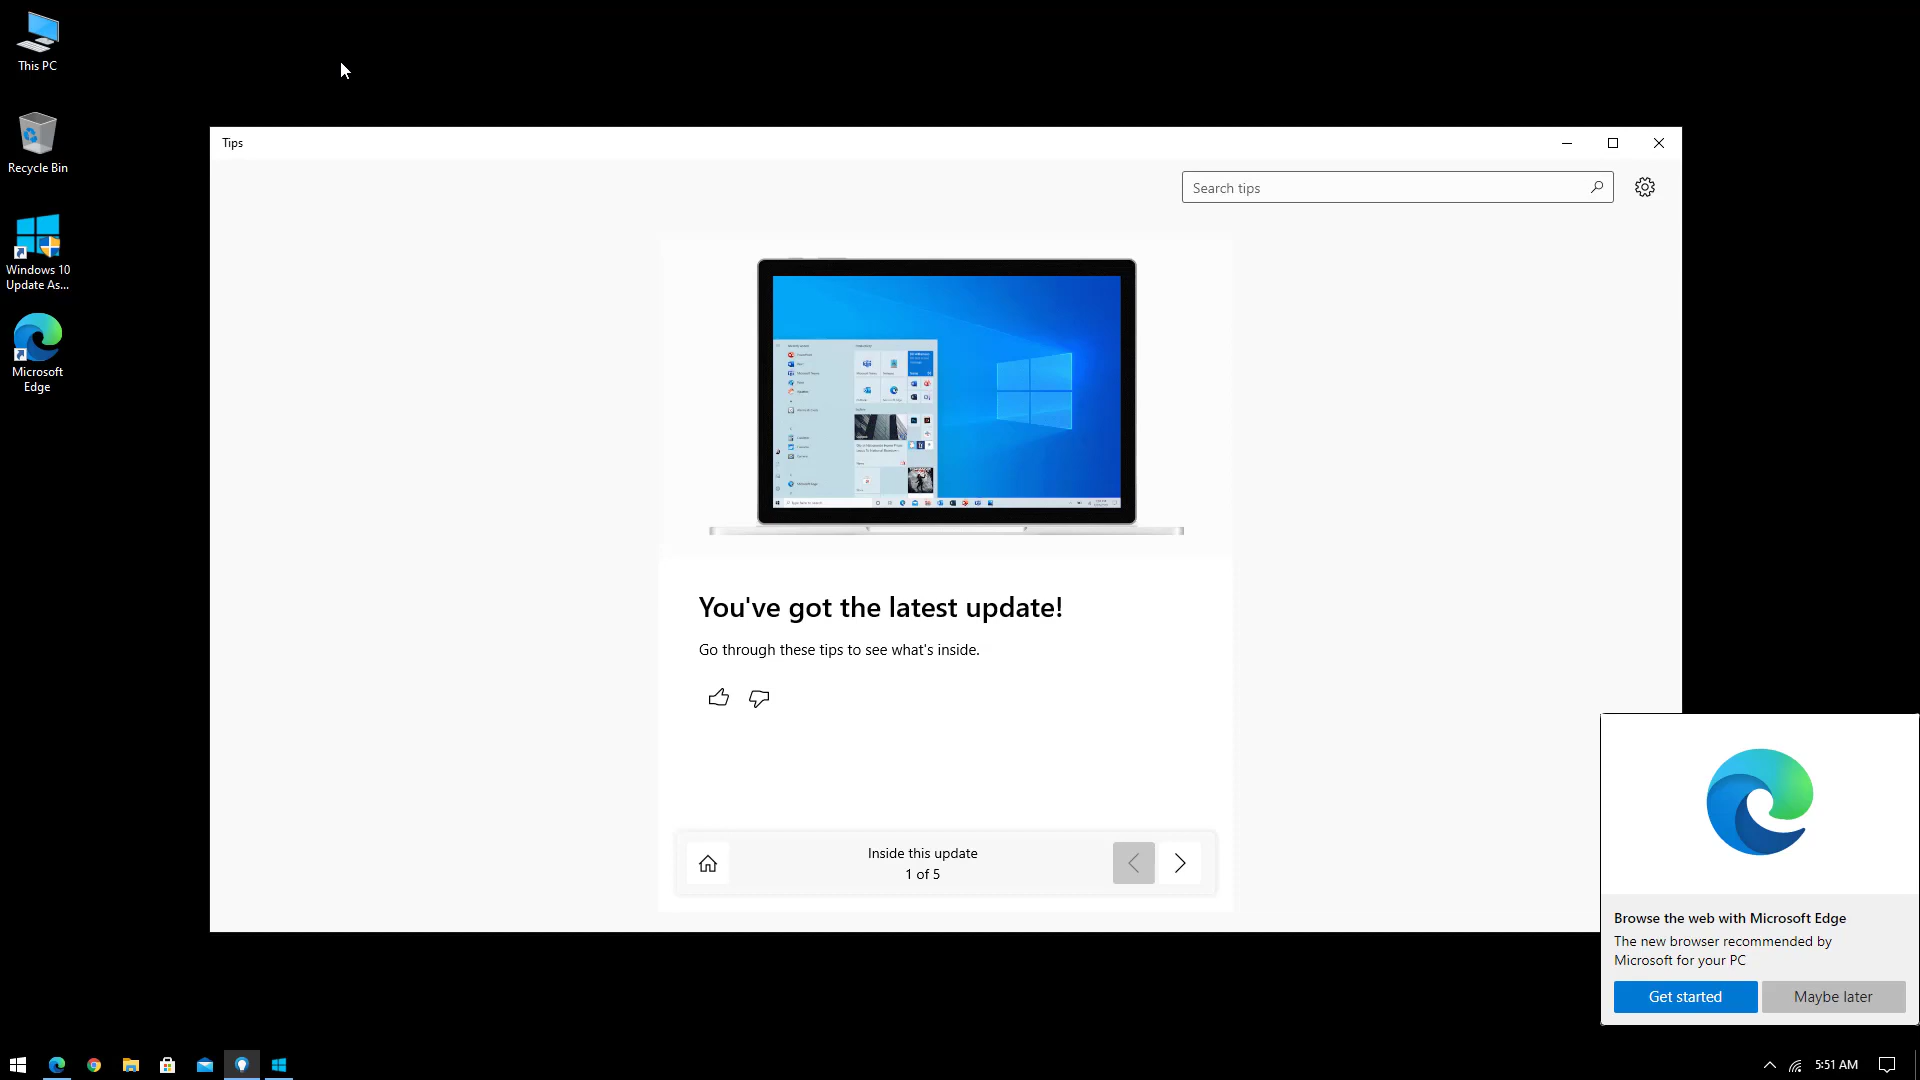 This PC
Recycle Bin
Windows 10
Update As...
Microsoft
Edge
Tips
Search tips
You've got the latest update!
Go through these tips to see what's inside.
Inside this update
1 of 5
Browse the web with Microsoft Edge
The new browser recommended by
Microsoft for your PC
Get started
Maybe later
5:51 AM